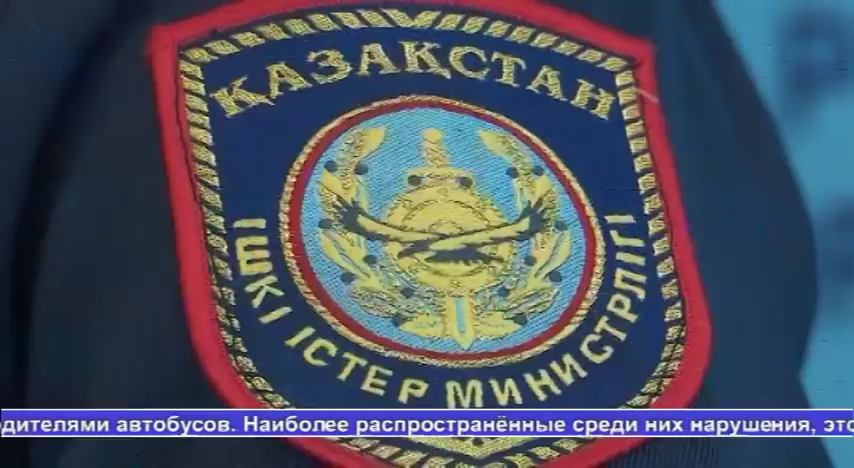 ҚАЗАҚСТАН
ІШКІ ІСТЕР МИНИСТРЛІГІ
дителями автобусов. Наиболее распространённые среди них нарушения, это